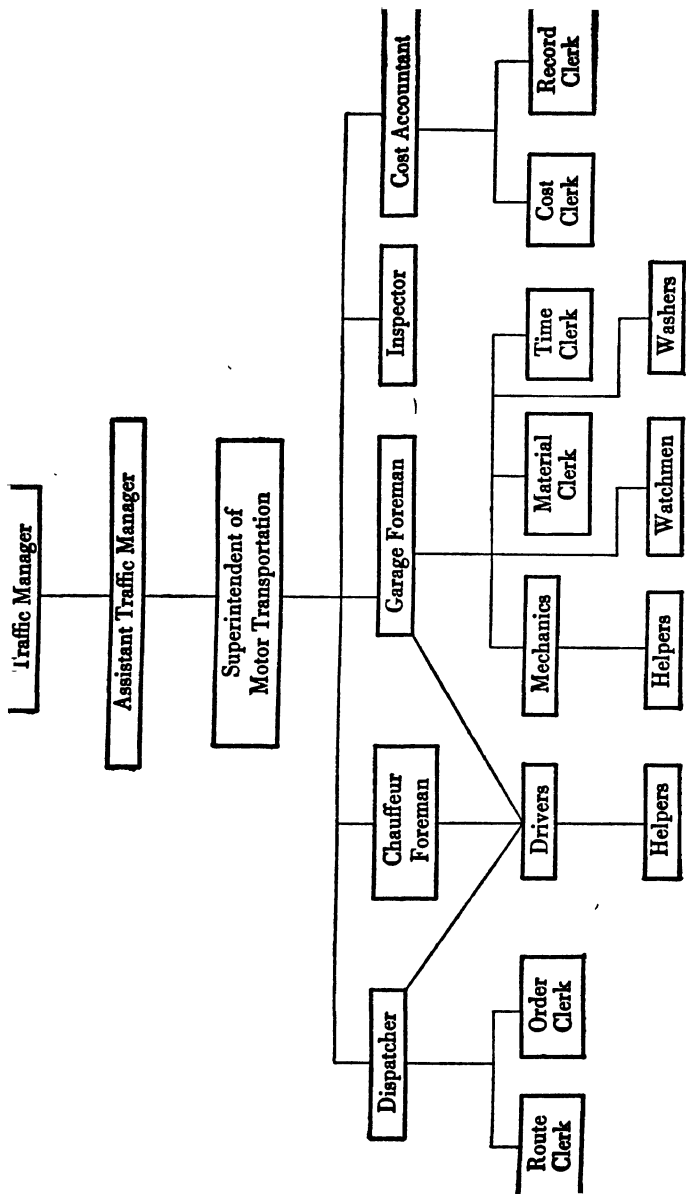 Traffic Manager
Assistant Traffic Manager
Superintendent of
Motor Transportation
Dispatcher
Chauffeur
Foreman
Garage Foreman
Inspector
Cost Accountant
Route
Clerk
Order
Clerk
Drivers
Mechanics
Material
Clerk
Time
Clerk
Cost
Clerk
Record
Clerk
Helpers
Helpers
Watchmen
Washers